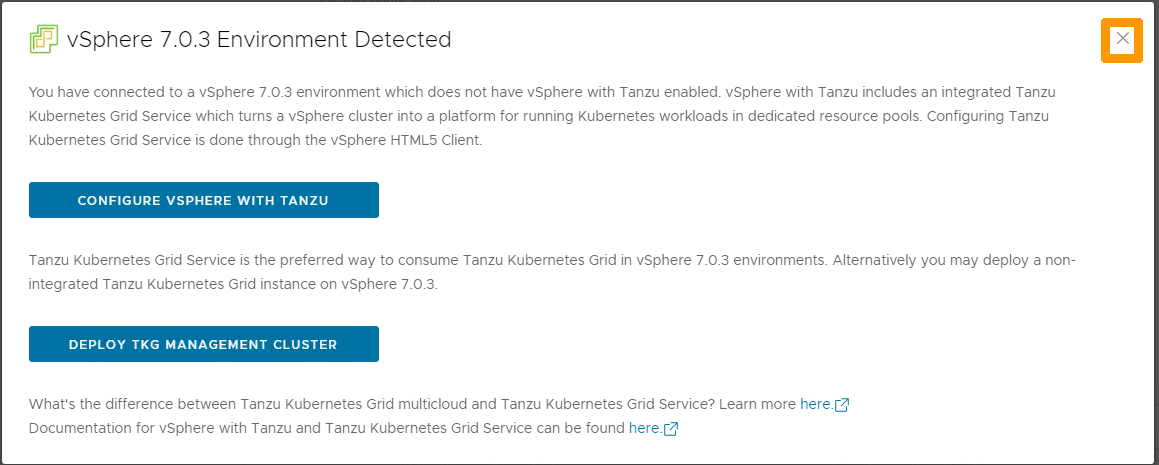 vSphere 7.0.3 Environment Detected
You have connected to a vSphere 7.0.3 environment which does not have vSphere with Tanzu enabled. vSphere with Tanzu includes an integrated Tanzu
Kubernetes Grid Service which turns a vSphere cluster into a platform for running Kubernetes workloads in dedicated resource pools. Configuring Tanzu
Kubernetes Grid Service is done through the vSphere HTML5 Client.
CONFIGURE VSPHERE WITH TANZU
Tanzu Kubernetes Grid Service is the preferred way to consume Tanzu Kubernetes Grid in vSphere 7.0.3 environments. Alternatively you may deploy a non-
integrated Tanzu Kubernetes Grid instance on vSphere 7.0.3.
DEPLOY TKG MANAGEMENT CLUSTER
What's the difference between Tanzu Kubernetes Grid multicloud and Tanzu Kubernetes Grid Service? Learn more here.
Documentation for vSphere with Tanzu and Tanzu Kubernetes Grid Service can be found here.